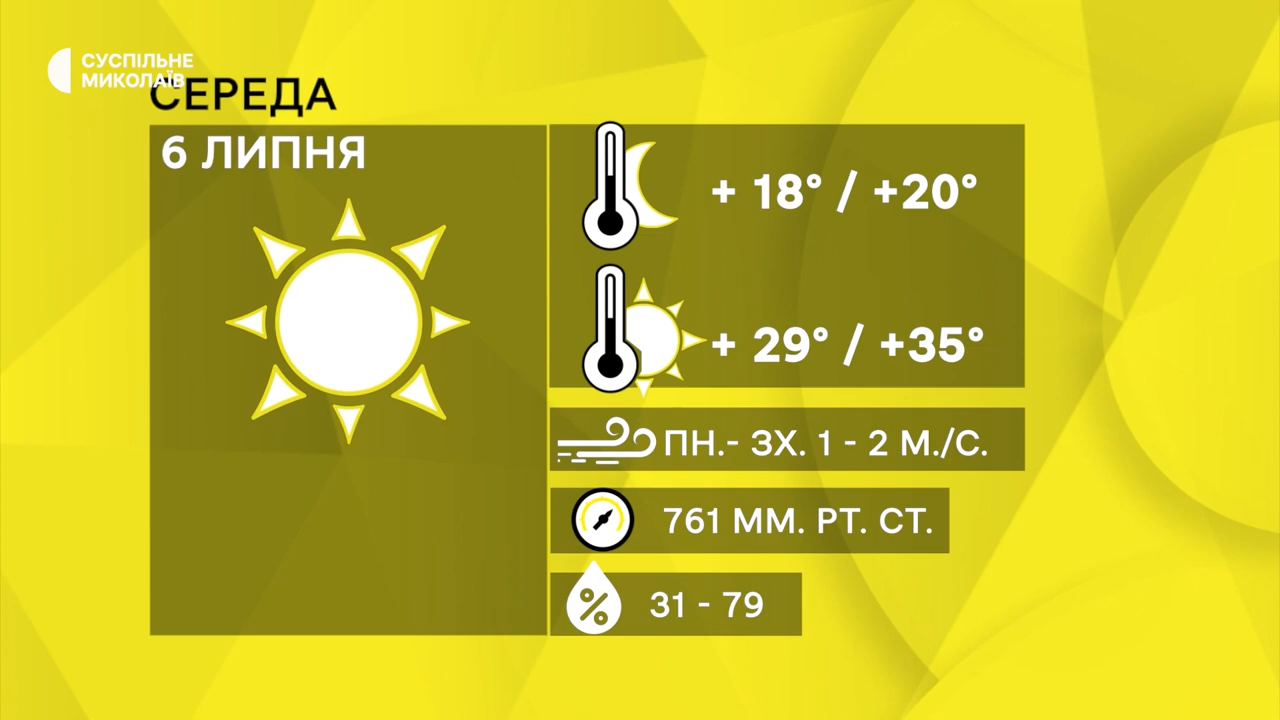 СУСПІЛЬНЕ
МИКОЛАЇВ
СЕРЕДА
6 ЛИПНЯ
+ 18° / +20°
+ 29° / +35°
ПН.- ЗХ. 1 - 2 М./С.
761 ММ. РТ. СТ.
% 31 - 79